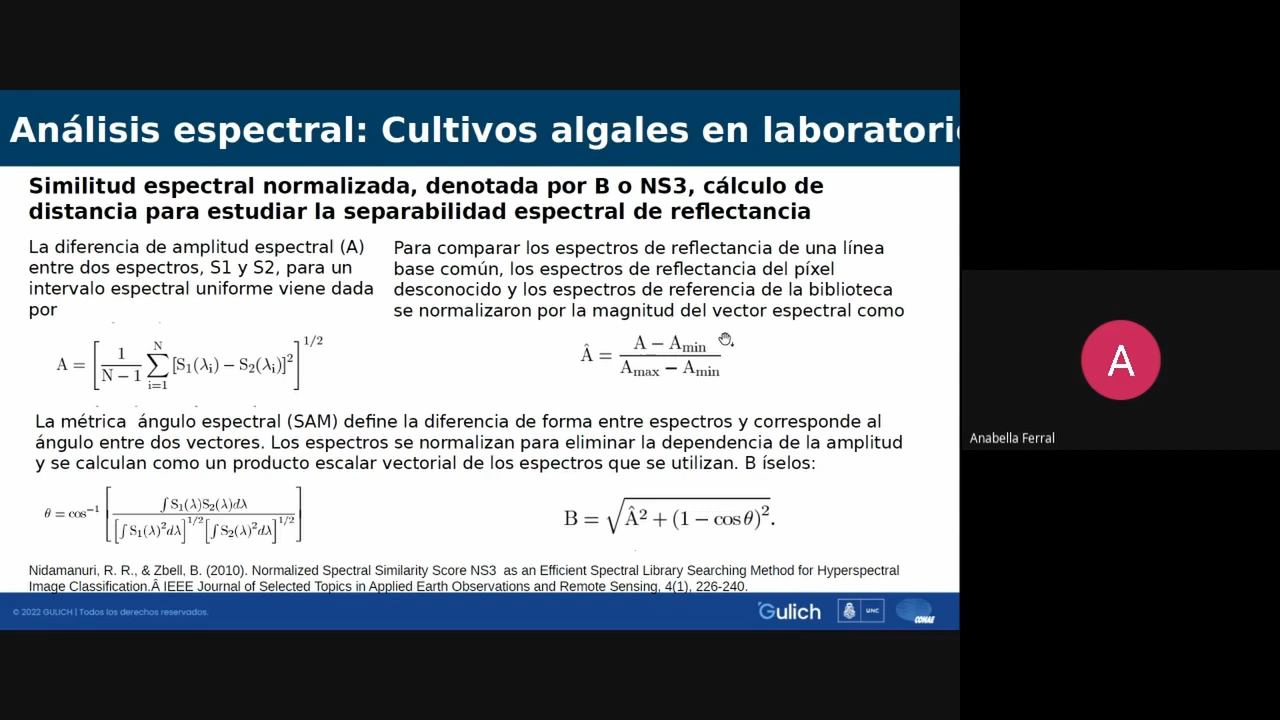 Análisis espectral: Cultivos algales en laboratorio
Similitud espectral normalizada, denotada por B o NS3, cálculo de
distancia para estudiar la separabilidad espectral de reflectancia
La diferencia de amplitud espectral (A)
entre dos espectros, S1 y S2, para un
intervalo espectral uniforme viene dada
por
Para comparar los espectros de reflectancia de una línea
base común, los espectros de reflectancia del píxel
desconocido y los espectros de referencia de la biblioteca
se normalizaron por la magnitud del vector espectral como
A = [1/(N − 1) ∑_{i=1}^{N} [S₁(λᵢ) − S₂(λᵢ)]²]^{1/2}
Â = (A − A_min)/(A_max − A_min)
La métrica ángulo espectral (SAM) define la diferencia de forma entre espectros y corresponde al
ángulo entre dos vectores. Los espectros se normalizan para eliminar la dependencia de la amplitud
y se calculan como un producto escalar vectorial de los espectros que se utilizan. B íselos:
θ = cos⁻¹ [∫ S₁(λ)S₂(λ)dλ / ([∫ S₁(λ)²dλ]^{1/2} [∫ S₂(λ)²dλ]^{1/2})]
B = √(Â² + (1 − cos θ)²).
Nidamanuri, R. R., & Zbell, B. (2010). Normalized Spectral Similarity Score NS3 as an Efficient Spectral Library Searching Method for Hyperspectral
Image Classification.Â IEEE Journal of Selected Topics in Applied Earth Observations and Remote Sensing, 4(1), 226-240.
© 2022 GULICH | Todos los derechos reservados.
Gulich
UNC
CONAE
A
Anabella Ferral